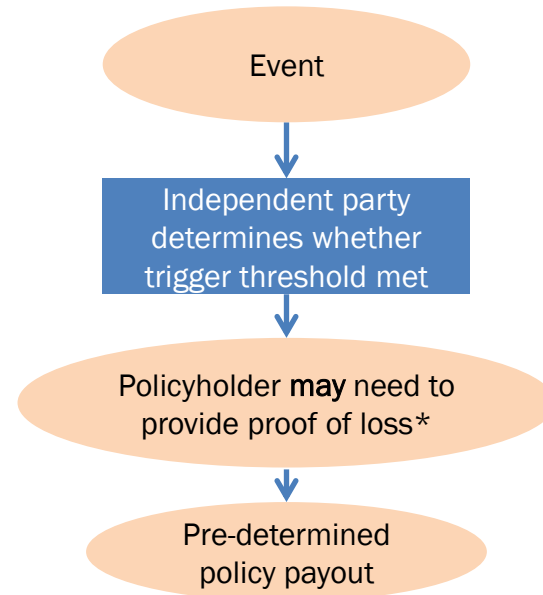 Event
Independent party
determines whether
trigger threshold met
Policyholder may need to
provide proof of loss*
Pre-determined
policy payout